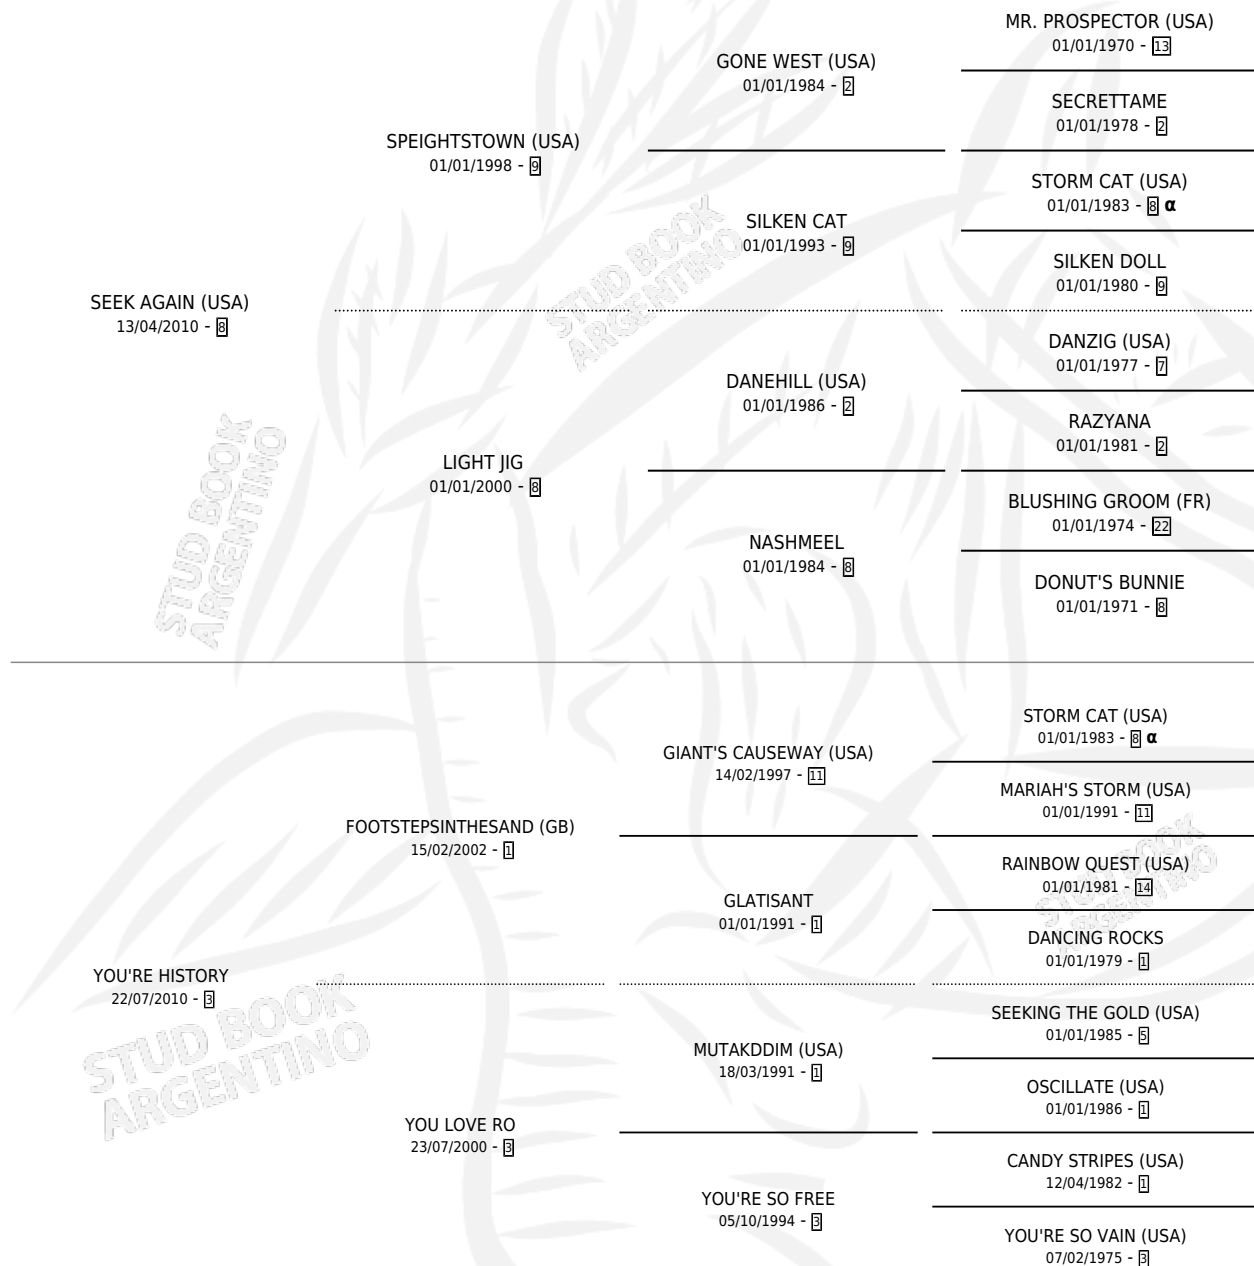 MR. PROSPECTOR (USA)
01/01/1970 - 13
GONE WEST (USA)
01/01/1984 - 2
SECRETTAME
01/01/1978 - 2
SPEIGHTSTOWN (USA)
01/01/1998 - 9
STORM CAT (USA)
01/01/1983 - 8 α
SILKEN CAT
01/01/1993 - 9
SILKEN DOLL
01/01/1980 - 9
SEEK AGAIN (USA)
13/04/2010 - 8
DANZIG (USA)
01/01/1977 - 7
DANEHILL (USA)
01/01/1986 - 2
RAZYANA
01/01/1981 - 2
LIGHT JIG
01/01/2000 - 8
BLUSHING GROOM (FR)
01/01/1974 - 22
NASHMEEL
01/01/1984 - 8
DONUT'S BUNNIE
01/01/1971 - 8
STORM CAT (USA)
01/01/1983 - 8 α
GIANT'S CAUSEWAY (USA)
14/02/1997 - 11
MARIAH'S STORM (USA)
01/01/1991 - 11
FOOTSTEPSINTHESAND (GB)
15/02/2002 - 1
RAINBOW QUEST (USA)
01/01/1981 - 14
GLATISANT
01/01/1991 - 1
DANCING ROCKS
01/01/1979 - 1
YOU'RE HISTORY
22/07/2010 - 3
SEEKING THE GOLD (USA)
01/01/1985 - 5
MUTAKDDIM (USA)
18/03/1991 - 1
OSCILLATE (USA)
01/01/1986 - 1
YOU LOVE RO
23/07/2000 - 3
CANDY STRIPES (USA)
12/04/1982 - 1
YOU'RE SO FREE
05/10/1994 - 3
YOU'RE SO VAIN (USA)
07/02/1975 - 3
STUD BOOK
ARGENTINO
STUD BOOK
ARGENTINO
STUD BOOK
ARGENTINO
STUD BOOK
ARGENTINO